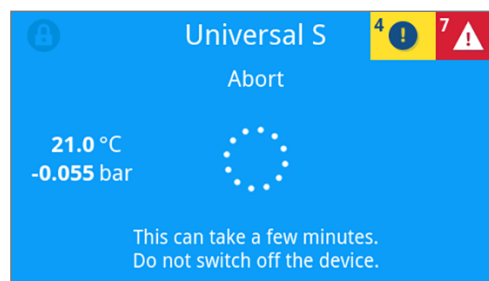 Universal S
4
7
Abort
21.0 °C
-0.055 bar
This can take a few minutes.
Do not switch off the device.